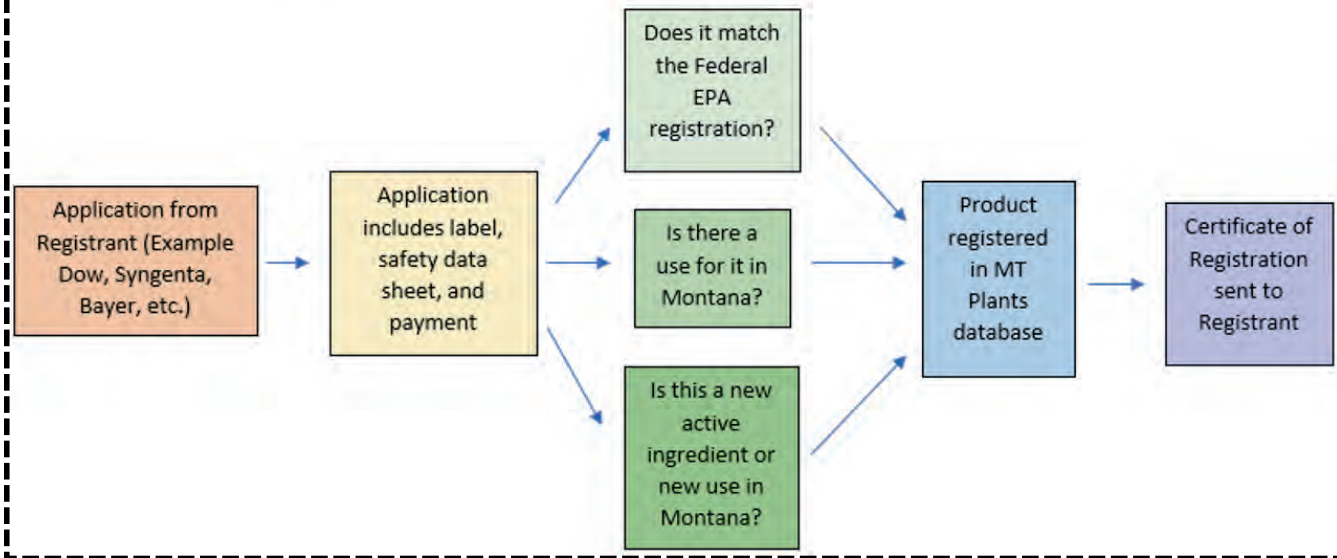 Application from
Registrant (Example
Dow, Syngenta,
Bayer, etc.)
Application
includes label,
safety data
sheet, and
payment
Does it match
the Federal
EPA
registration?
Is there a
use for it in
Montana?
Is this a new
active
ingredient or
new use in
Montana?
Product
registered
in MT
Plants
database
Certificate of
Registration
sent to
Registrant